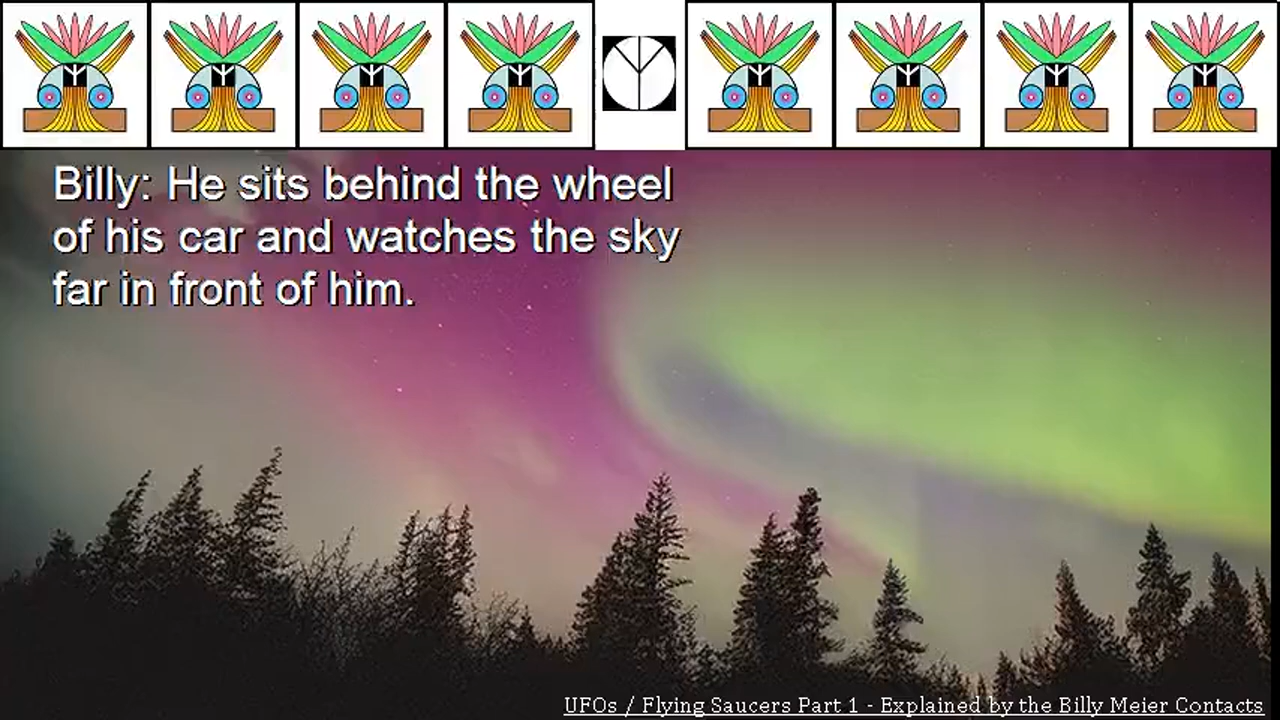 Billy: He sits behind the wheel
of his car and watches the sky
far in front of him.
UFOs / Flying Saucers Part 1 - Explained by the Billy Meier Contacts